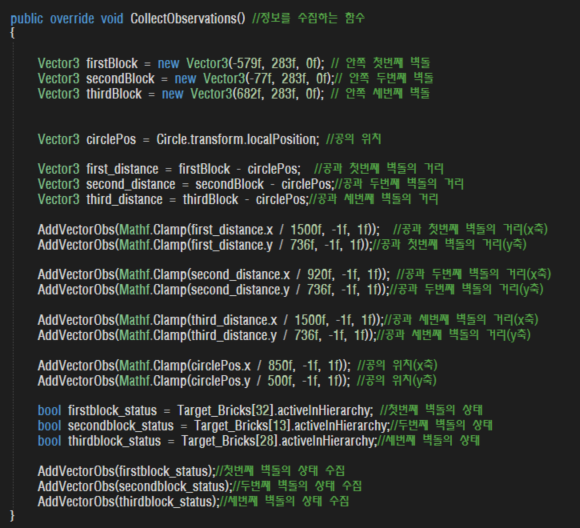 public override void CollectObservations() //정보를 수집하는 함수
{
Vector3 firstBlock = new Vector3(-579f, 283f, 0f); // 안쪽 첫번째 벽돌
Vector3 secondBlock = new Vector3(-77f, 283f, 0f);// 안쪽 두번째 벽돌
Vector3 thirdBlock = new Vector3(682f, 283f, 0f); // 안쪽 세번째 벽돌
Vector3 circlePos = Circle.transform.localPosition; //공의 위치
Vector3 first_distance = firstBlock - circlePos; //공과 첫번째 벽돌의 거리
Vector3 second_distance = secondBlock - circlePos;//공과 두번째 벽돌의 거리
Vector3 third_distance = thirdBlock - circlePos;//공과 세번째 벽돌의 거리
AddVectorObs(Mathf.Clamp(first_distance.x / 1500f, -1f, 1f)); //공과 첫번째 벽돌의 거리(x축)
AddVectorObs(Mathf.Clamp(first_distance.y / 736f, -1f, 1f));//공과 첫번째 벽돌의 거리(y축)
AddVectorObs(Mathf.Clamp(second_distance.x / 920f, -1f, 1f)); //공과 두번째 벽돌의 거리(x축)
AddVectorObs(Mathf.Clamp(second_distance.y / 736f, -1f, 1f));//공과 두번째 벽돌의 거리(y축)
AddVectorObs(Mathf.Clamp(third_distance.x / 1500f, -1f, 1f));//공과 세번째 벽돌의 거리(x축)
AddVectorObs(Mathf.Clamp(third_distance.y / 736f, -1f, 1f));//공과 세번째 벽돌의 거리(y축)
AddVectorObs(Mathf.Clamp(circlePos.x / 850f, -1f, 1f)); //공의 위치(x축)
AddVectorObs(Mathf.Clamp(circlePos.y / 500f, -1f, 1f)); //공의 위치(y축)
bool firstblock_status = Target_Bricks[32].activeInHierarchy; //첫번째 벽돌의 상태
bool secondblock_status = Target_Bricks[13].activeInHierarchy;//두번째 벽돌의 상태
bool thirdblock_status = Target_Bricks[28].activeInHierarchy;//세번째 벽돌의 상태
AddVectorObs(firstblock_status);//첫번째 벽돌의 상태 수집
AddVectorObs(secondblock_status);//두번째 벽돌의 상태 수집
AddVectorObs(thirdblock_status);//세번째 벽돌의 상태 수집
}